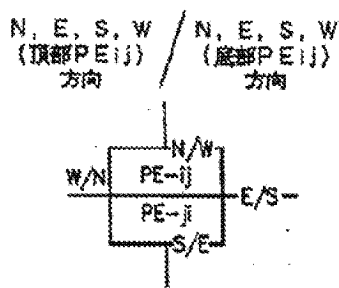 N, E, S, W / N, E, S, W
(顶部PEij) (底部PEij)
方向 方向
N/W
W/N PE-ij
E/S
PE-ji
S/E